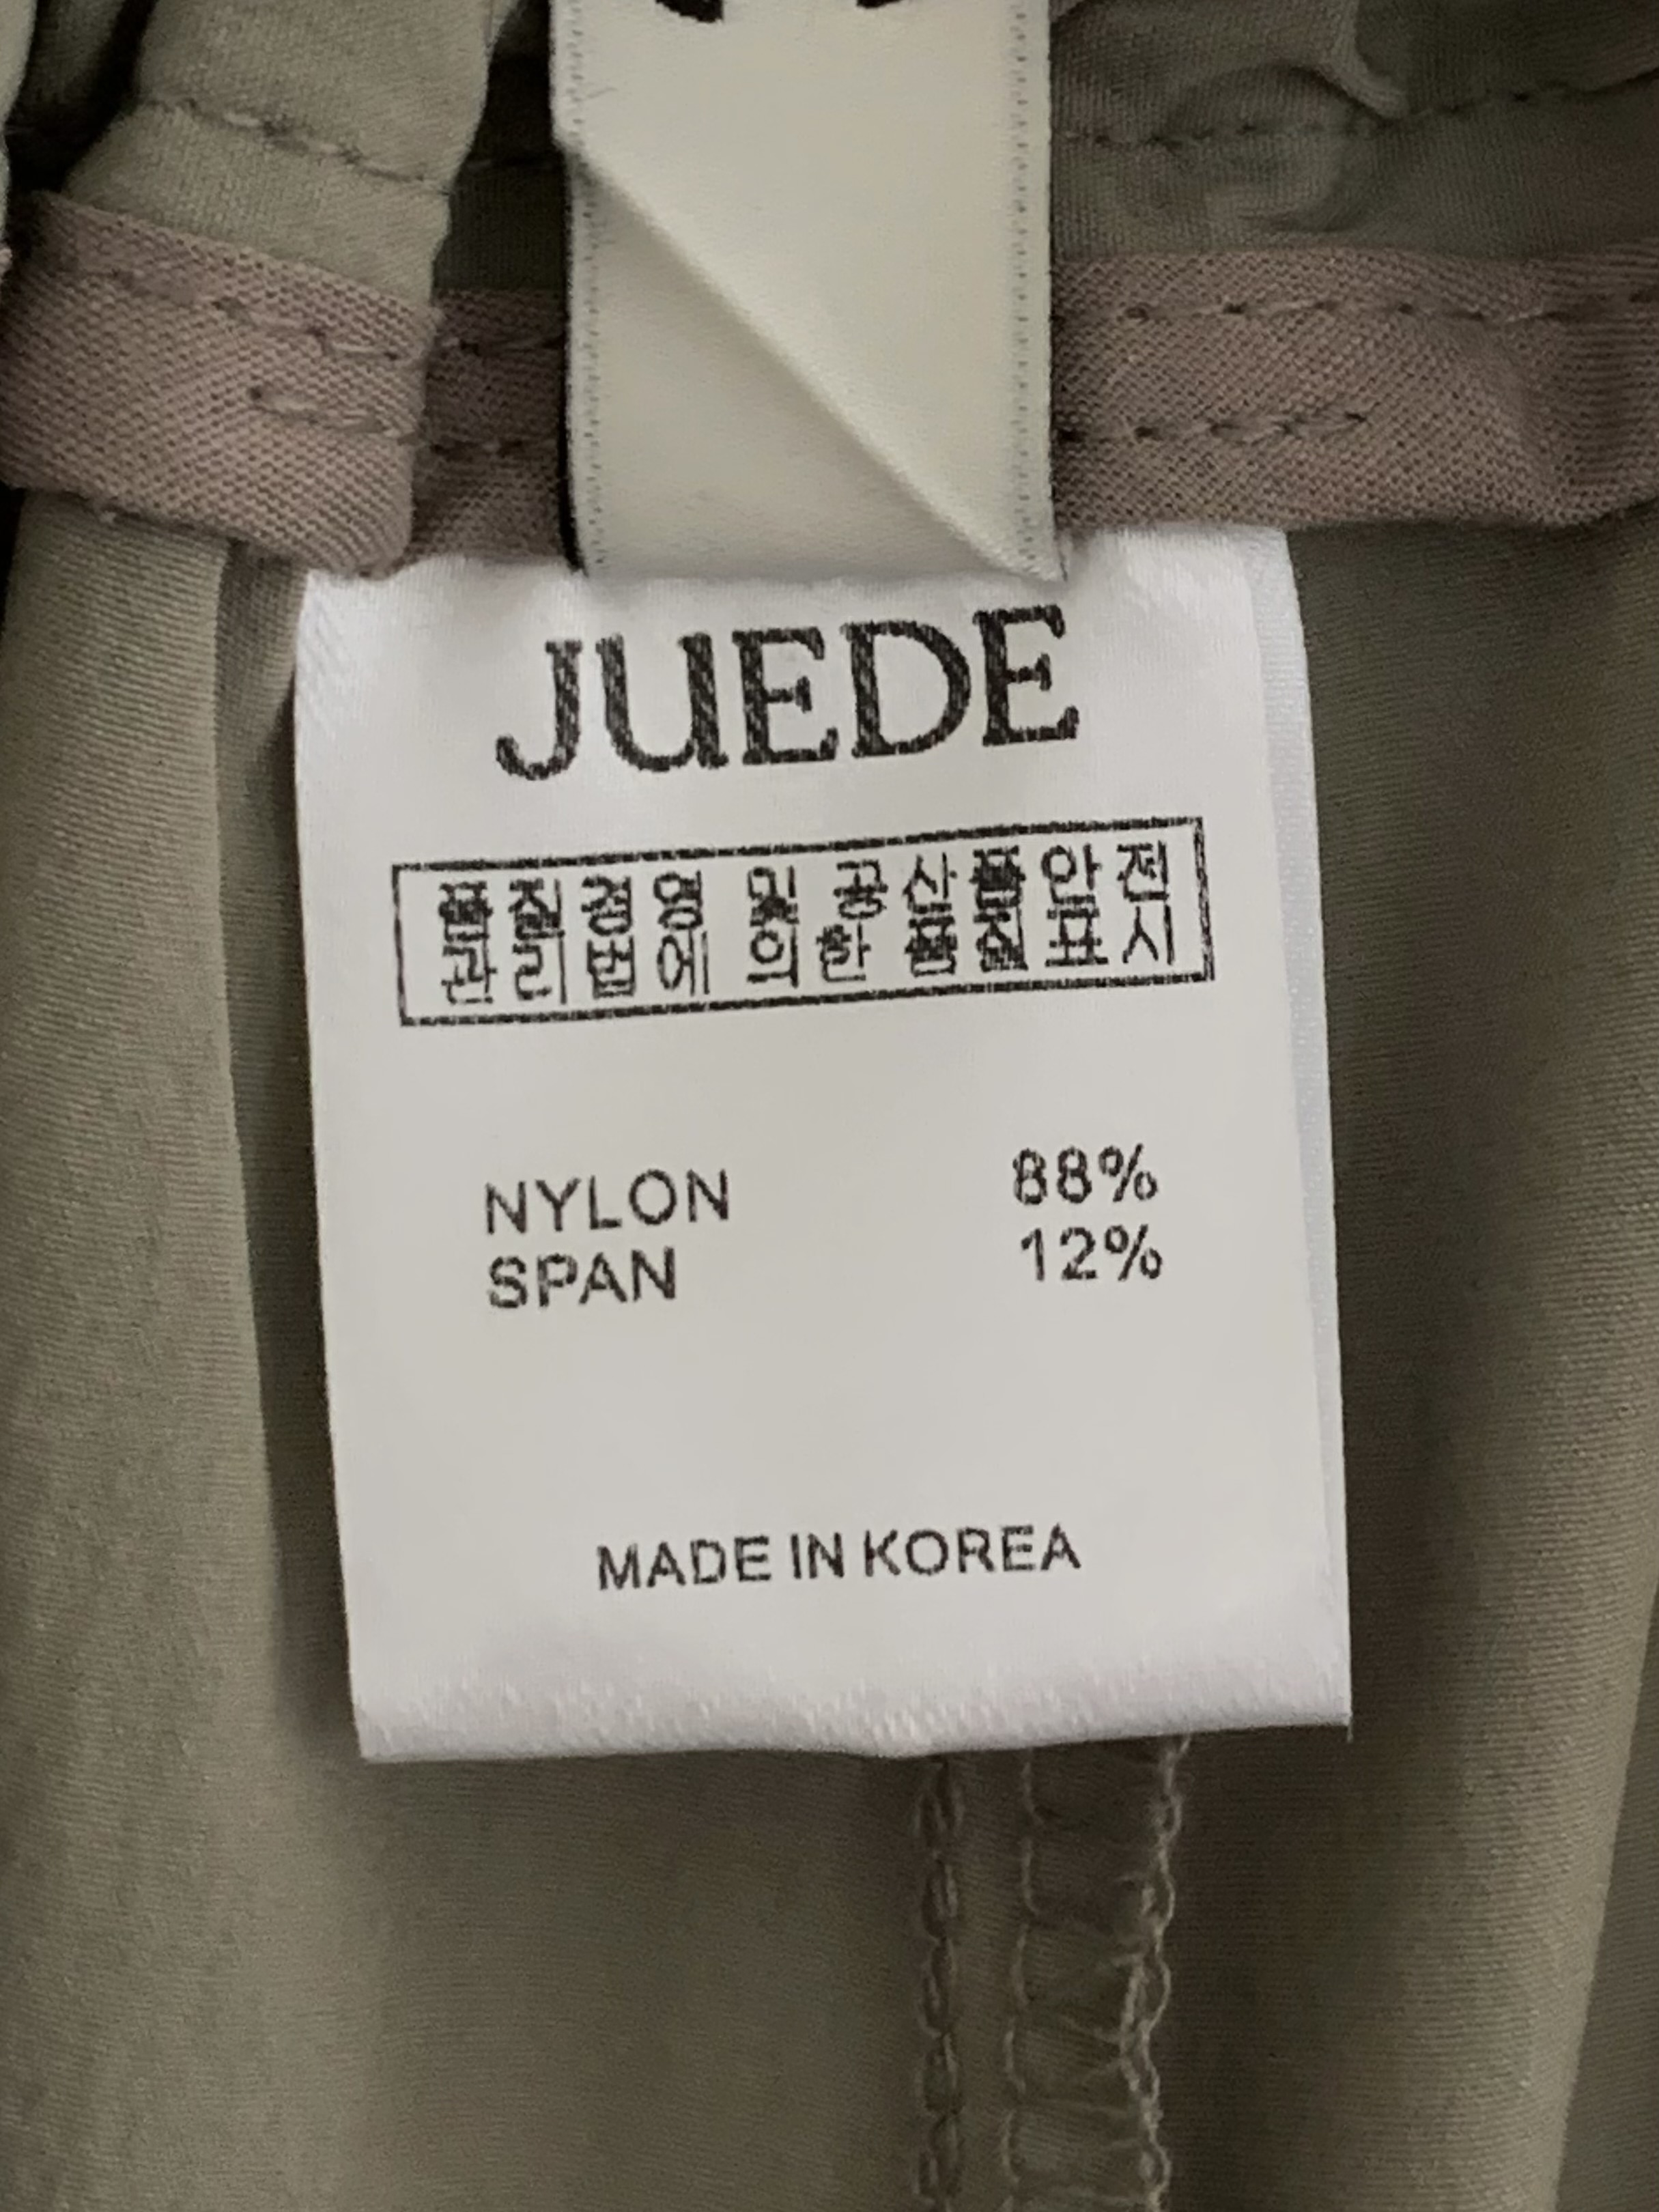 JUEDE
품질경영 및 공산품안전
관리법에 의한 품질표시
NYLON 88%
SPAN 12%
MADE IN KOREA